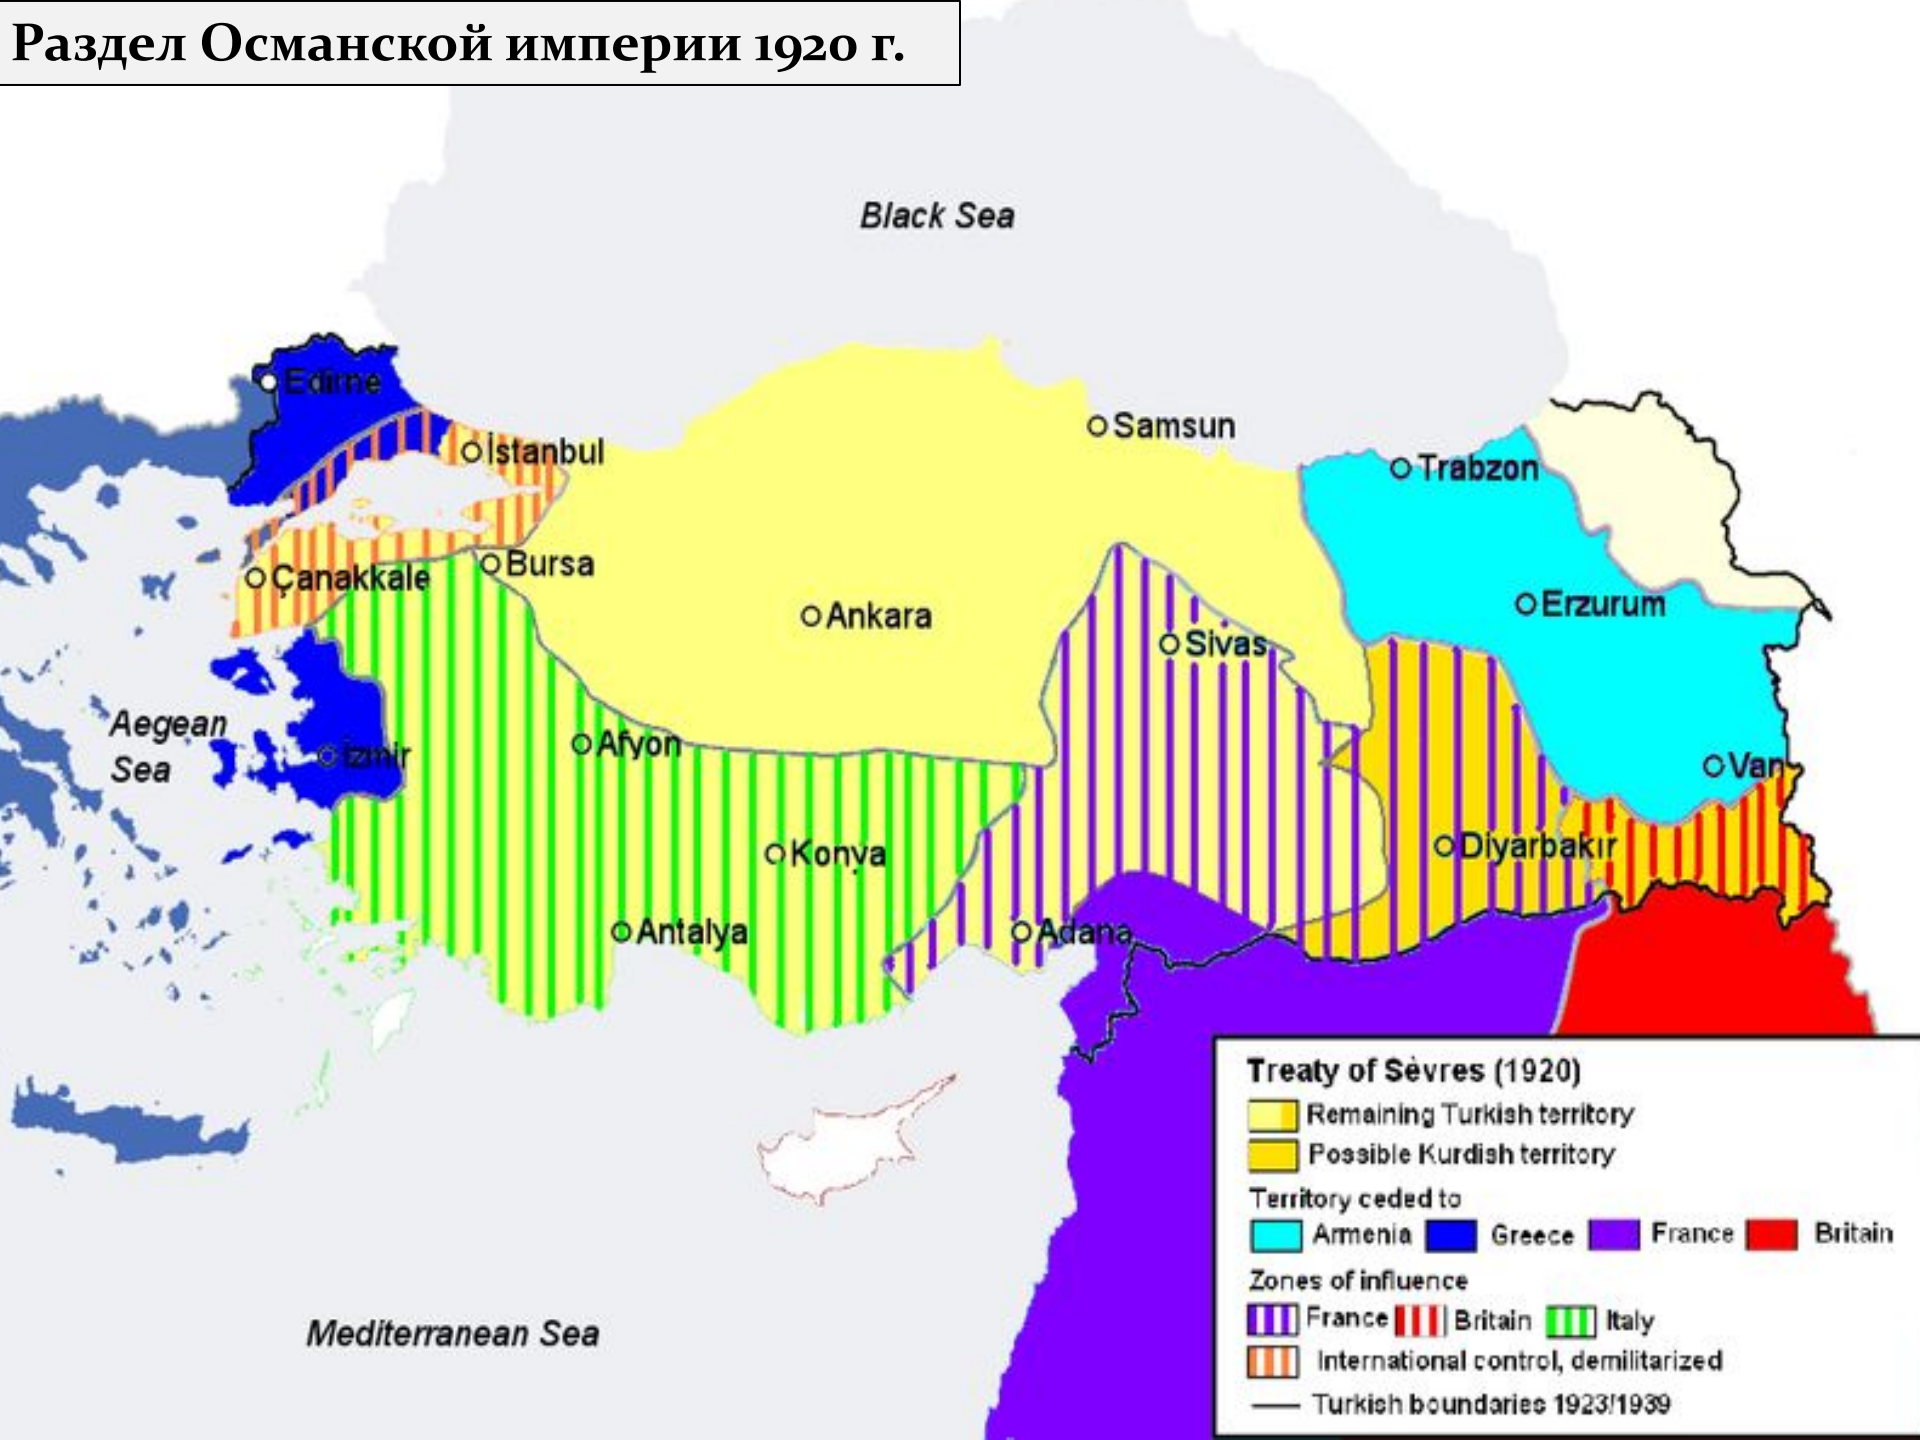 Раздел Османской империи 1920 г.
Black Sea
Edirne
Samsun
İstanbul
Trabzon
Bursa
Çanakkale
Ankara
Erzurum
Sivas
Aegean
Sea
İzmir
Afyon
Van
Konya
Diyarbakır
Antalya
Adana
Mediterranean Sea
Treaty of Sèvres (1920)
Remaining Turkish territory
Possible Kurdish territory
Territory ceded to
Armenia Greece France Britain
Zones of influence
France Britain Italy
International control, demilitarized
Turkish boundaries 1923/1939